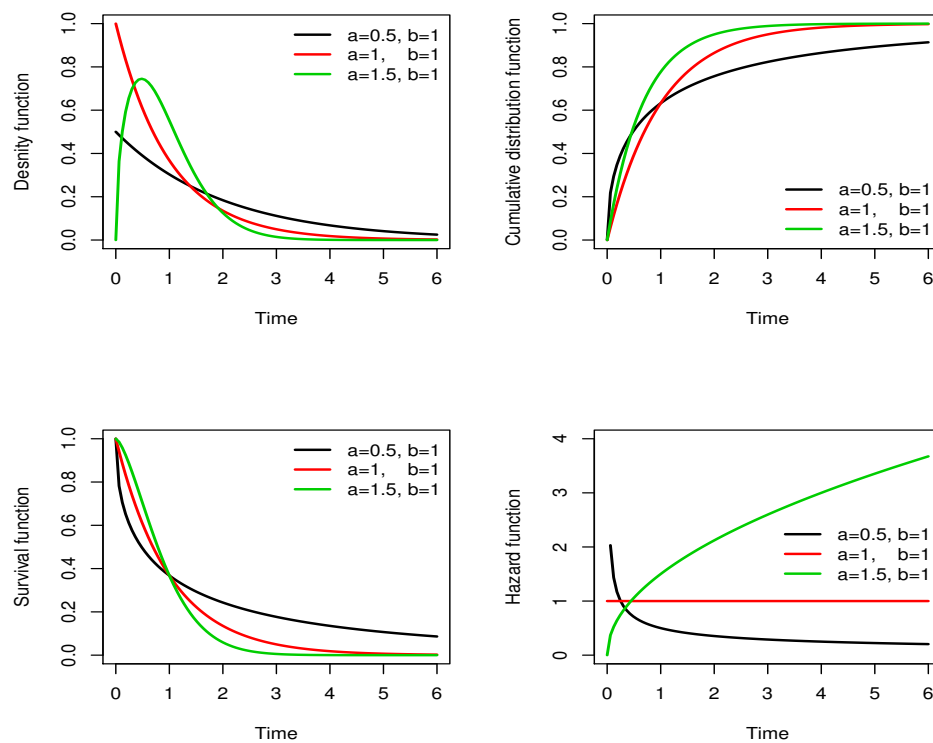 Desnity function
0.0 0.2 0.4 0.6 0.8 1.0
a=0.5, b=1
a=1, b=1
a=1.5, b=1
0 1 2 3 4 5 6
Time
Cumulative distribution function
0.0 0.2 0.4 0.6 0.8 1.0
a=0.5, b=1
a=1, b=1
a=1.5, b=1
0 1 2 3 4 5 6
Time
Survival function
0.0 0.2 0.4 0.6 0.8 1.0
a=0.5, b=1
a=1, b=1
a=1.5, b=1
0 1 2 3 4 5 6
Time
Hazard function
0 1 2 3 4
a=0.5, b=1
a=1, b=1
a=1.5, b=1
0 1 2 3 4 5 6
Time